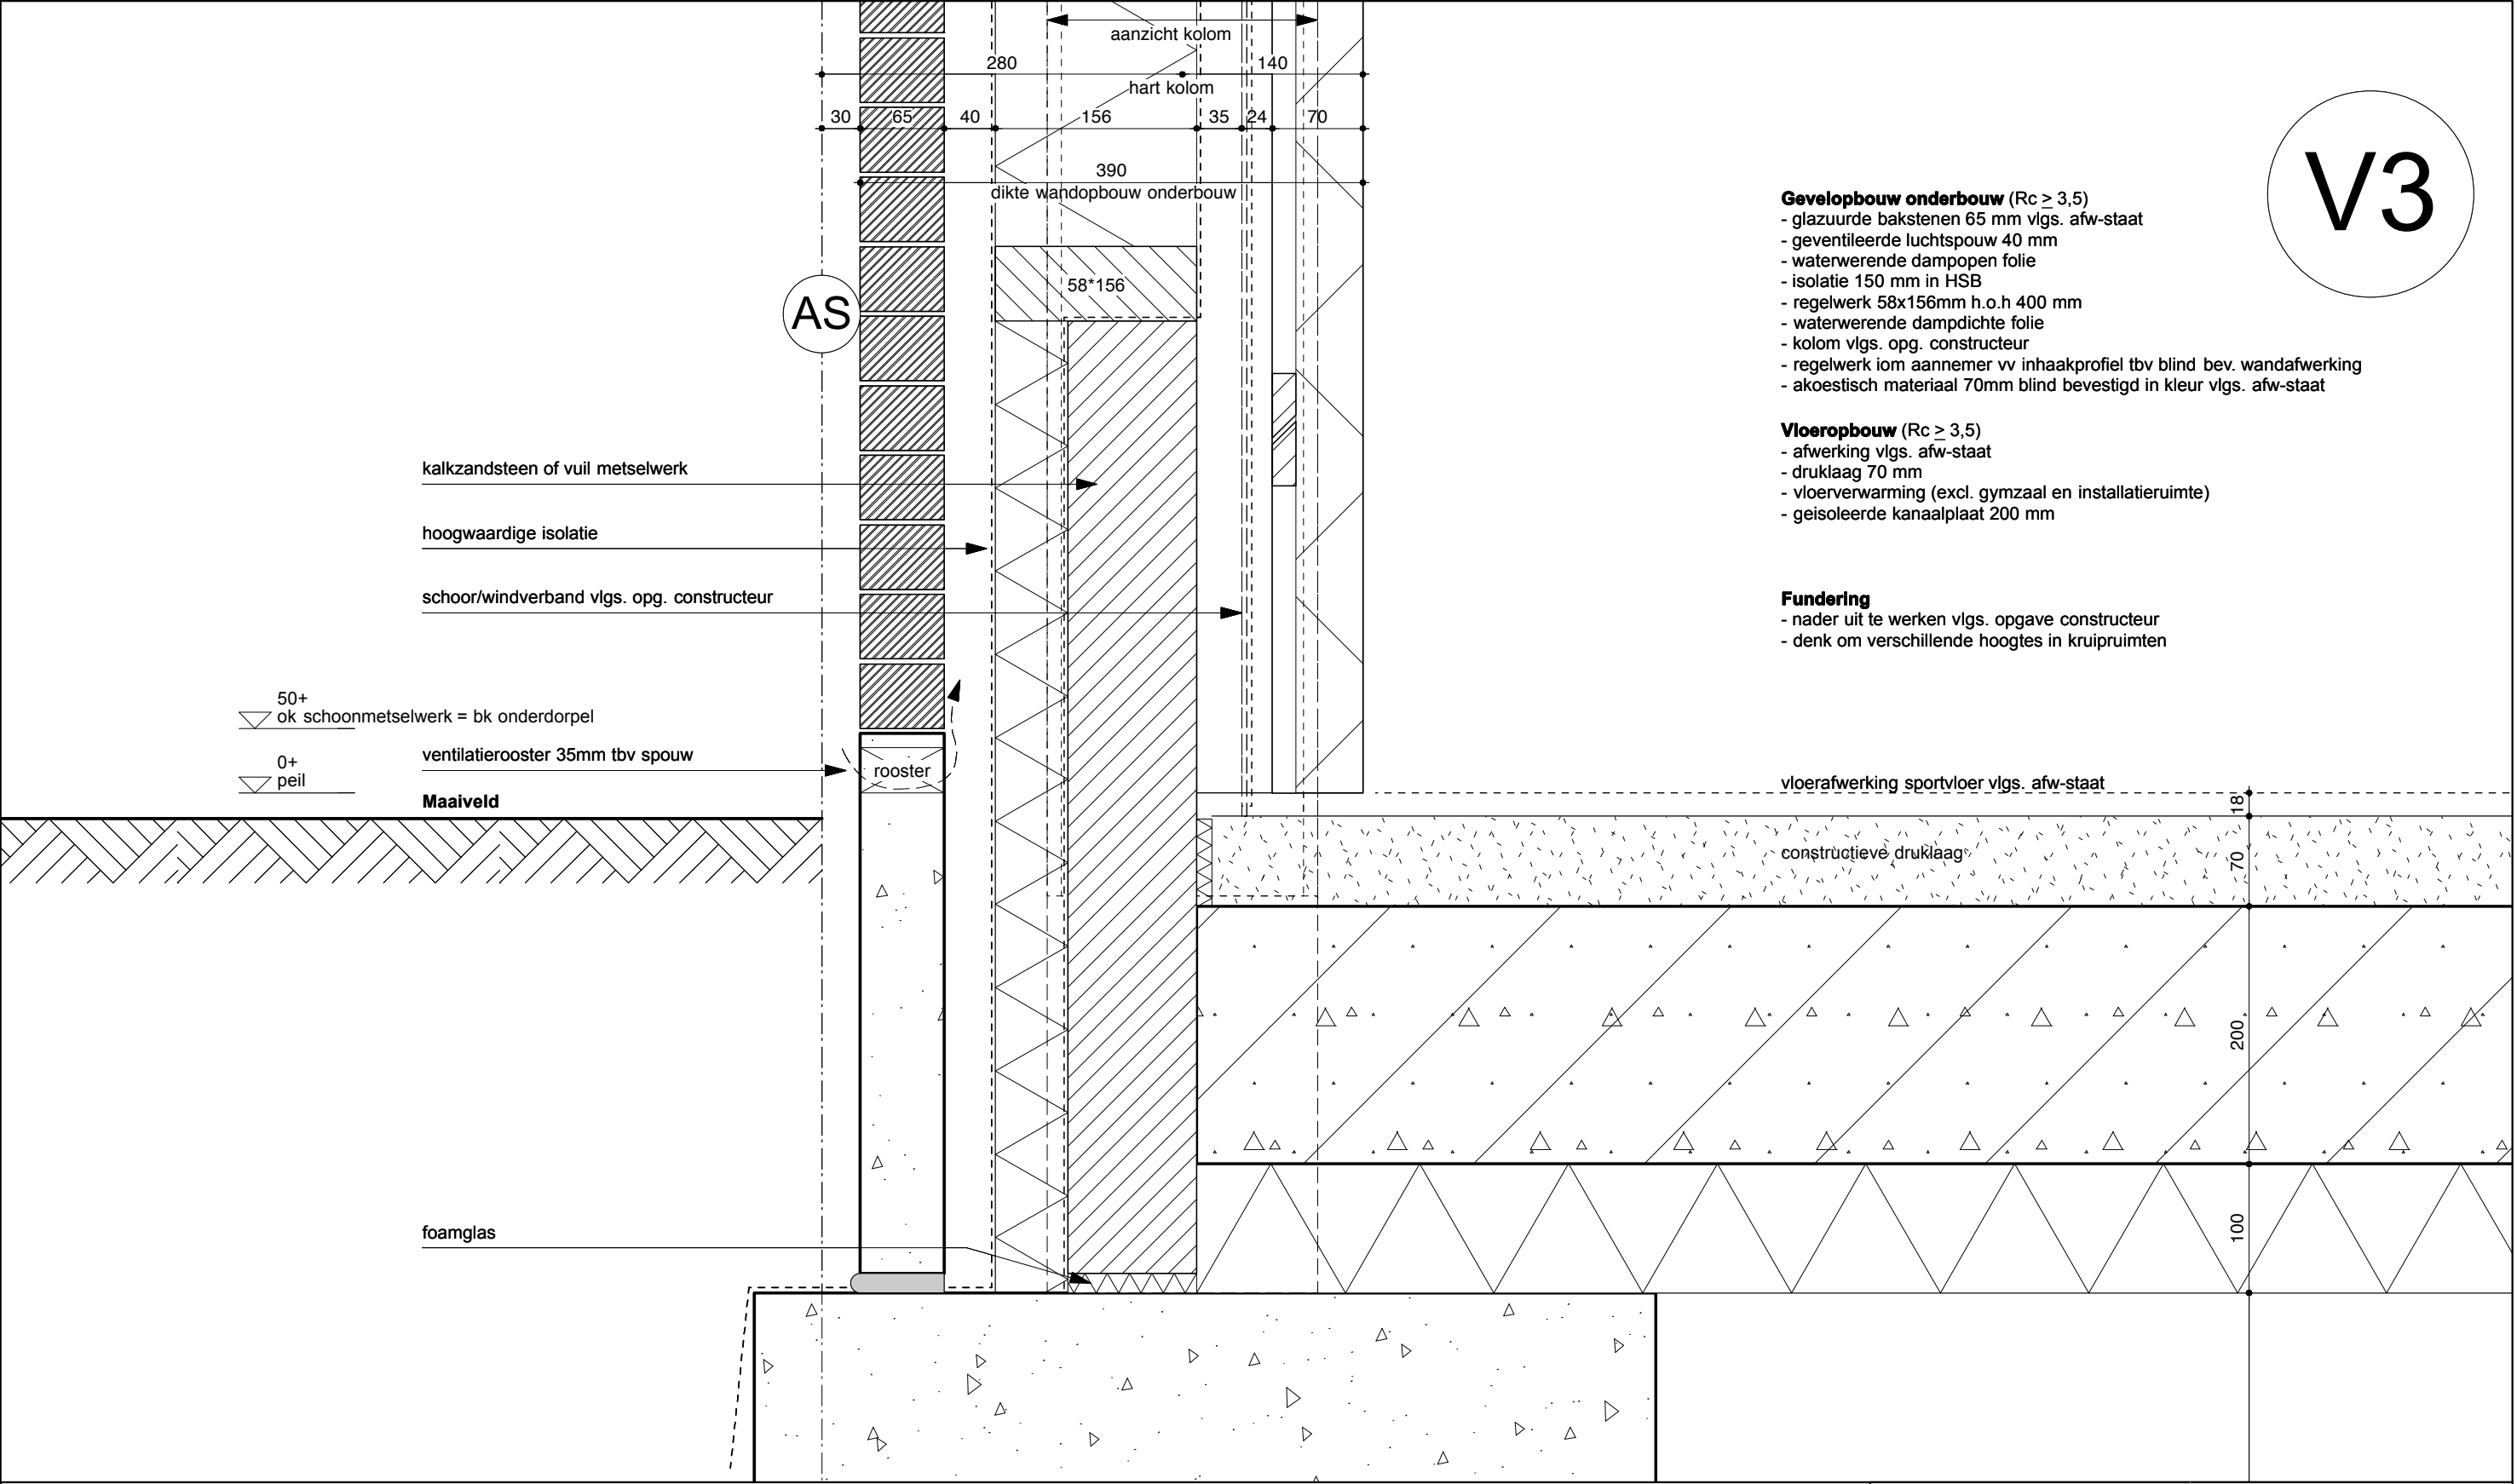 aanzicht kolom
280
140
hart kolom
30
65
40
156
35
24
70
390
dikte wandopbouw onderbouw
V3
Gevelopbouw onderbouw (Rc ≥ 3,5)
- glazuurde bakstenen 65 mm vlgs. afw-staat
- geventileerde luchtspouw 40 mm
- waterwerende dampopen folie
- isolatie 150 mm in HSB
- regelwerk 58x156mm h.o.h 400 mm
- waterwerende dampdichte folie
- kolom vlgs. opg. constructeur
- regelwerk iom aannemer vv inhaakprofiel tbv blind bev. wandafwerking
- akoestisch materiaal 70mm blind bevestigd in kleur vlgs. afw-staat
58*156
AS
Vloeropbouw (Rc ≥ 3,5)
- afwerking vlgs. afw-staat
- druklaag 70 mm
- vloerverwarming (excl. gymzaal en installatieruimte)
- geisoleerde kanaalplaat 200 mm
kalkzandsteen of vuil metselwerk
hoogwaardige isolatie
schoor/windverband vlgs. opg. constructeur
Fundering
- nader uit te werken vlgs. opgave constructeur
- denk om verschillende hoogtes in kruipruimten
50+
ok schoonmetselwerk = bk onderdorpel
ventilatierooster 35mm tbv spouw
0+
peil
rooster
Maaiveld
vloerafwerking sportvloer vlgs. afw-staat
18
constructieve druklaag
70
200
100
foamglas